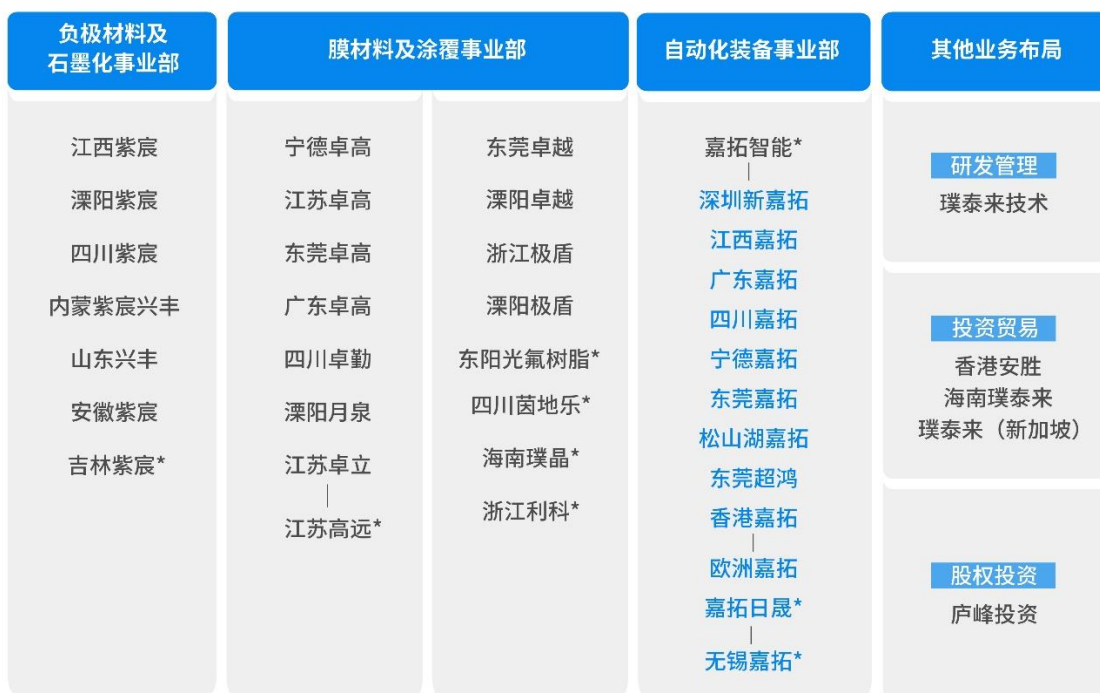 负极材料及
石墨化事业部
江西紫宸
溧阳紫宸
四川紫宸
内蒙紫宸兴丰
山东兴丰
安徽紫宸
吉林紫宸*
膜材料及涂覆事业部
宁德卓高
江苏卓高
东莞卓高
广东卓高
四川卓勤
溧阳月泉
江苏卓立
江苏高远*
东莞卓越
溧阳卓越
浙江极盾
溧阳极盾
东阳光氟树脂*
四川茵地乐*
海南璞晶*
浙江利科*
自动化装备事业部
嘉拓智能*
深圳新嘉拓
江西嘉拓
广东嘉拓
四川嘉拓
宁德嘉拓
东莞嘉拓
松山湖嘉拓
东莞超鸿
香港嘉拓
欧洲嘉拓
嘉拓日晟*
无锡嘉拓*
其他业务布局
研发管理
璞泰来技术
投资贸易
香港安胜
海南璞泰来
璞泰来（新加坡）
股权投资
庐峰投资